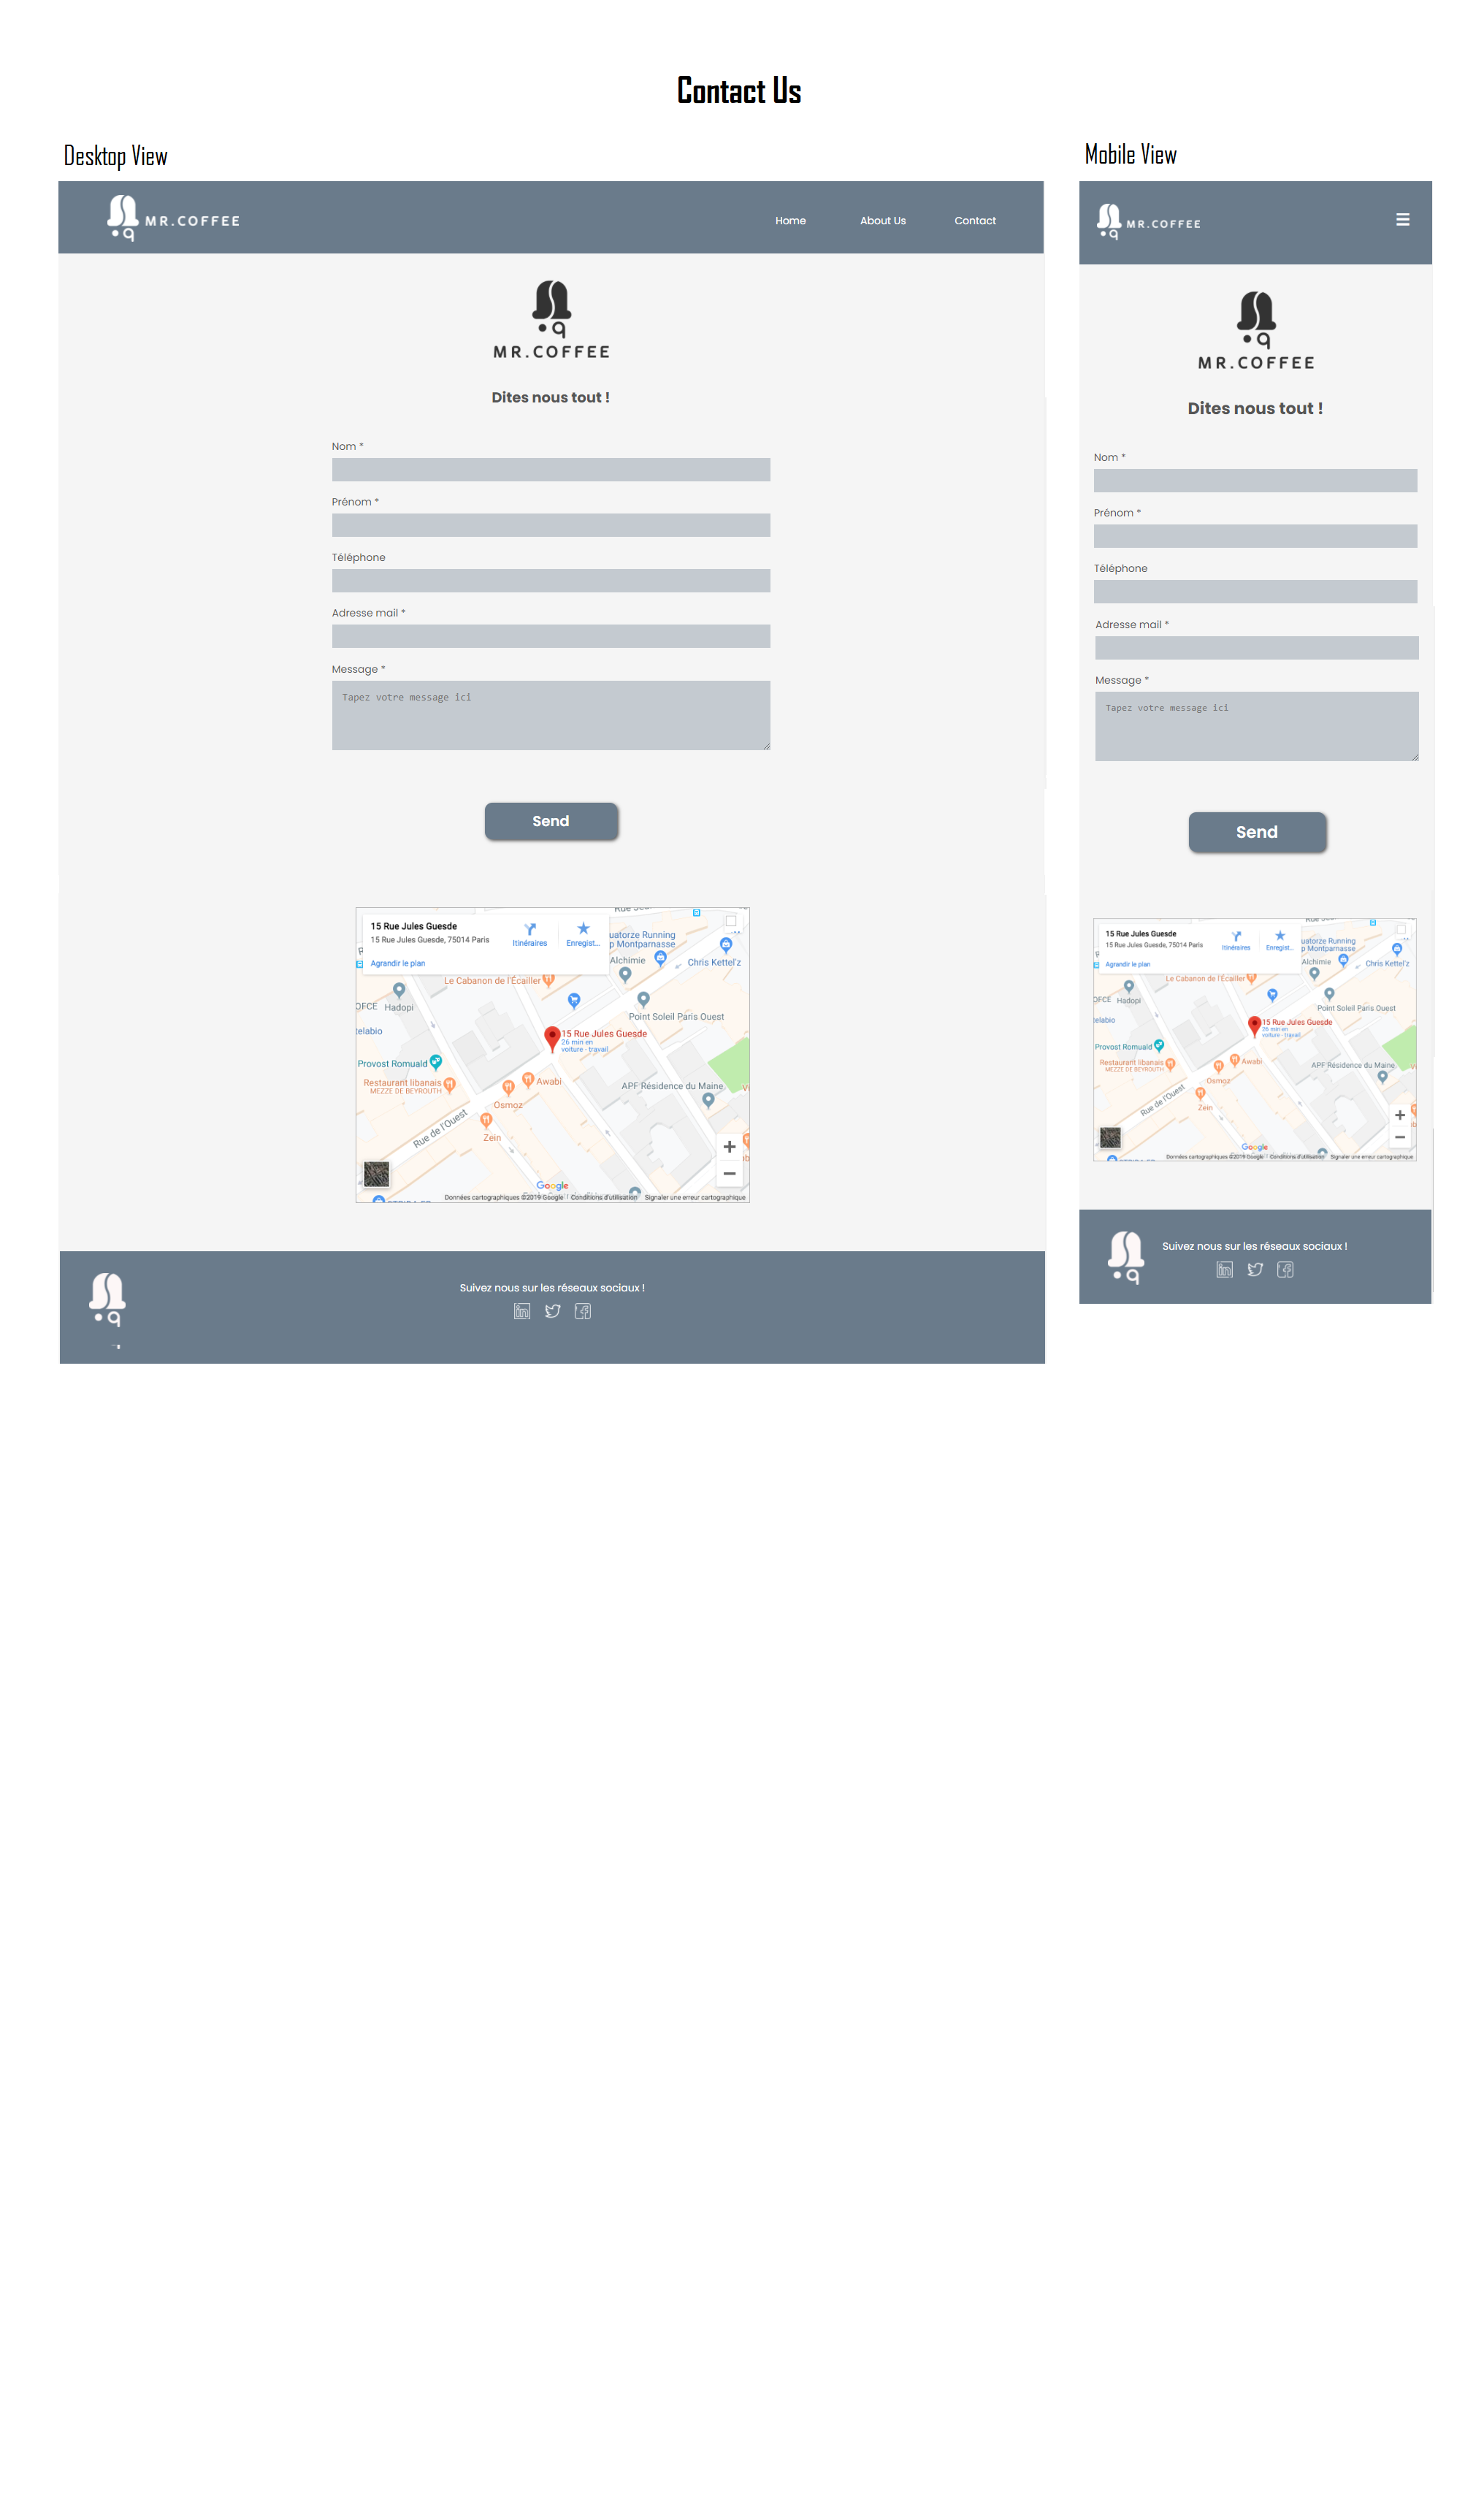 Contact Us
Desktop View
MR.COFFEE
Home
About Us
Contact
MR.COFFEE
Dites nous tout !
Nom *
Prénom *
Téléphone
Adresse mail *
Message *
Tapez votre message ici
Send
15 Rue Jules Guesde
15 Rue Jules Guesde, 75014 Paris
Itinéraires
Enregist...
Agrandir le plan
uatorze Running
p Montparnasse
Alchimie
Chris Kettel'z
Le Cabanon de l'Écailler
OFCE
Hadopi
Point Soleil Paris Ouest
telabio
15 Rue Jules Guesde
26 min en
voiture - travail
Provost Romuald
Restaurant libanais
MEZZE DE BEYROUTH
Awabi
APF Résidence du Maine
Osmoz
Rue de l'Ouest
Zein
Google
Données cartographiques ©2019 Google
Conditions d'utilisation
Signaler une erreur cartographique
Suivez nous sur les réseaux sociaux !
Mobile View
MR.COFFEE
MR.COFFEE
Dites nous tout !
Nom *
Prénom *
Téléphone
Adresse mail *
Message *
Tapez votre message ici
Send
15 Rue Jules Guesde
15 Rue Jules Guesde, 75014 Paris
Itinéraires
Enregist...
Agrandir le plan
uatorze Running
p Montparnasse
Alchimie
Chris Kettel'z
Le Cabanon de l'Écailler
OFCE
Hadopi
Point Soleil Paris Ouest
elabio
15 Rue Jules Guesde
26 min en
voiture - travail
Provost Romuald
Restaurant libanais
MEZZE DE BEYROUTH
Awabi
APF Résidence du Maine
Osmoz
Rue de l'Ouest
Zein
Google
Données cartographiques ©2019 Google
Conditions d'utilisation
Signaler une erreur cartographique
Suivez nous sur les réseaux sociaux !